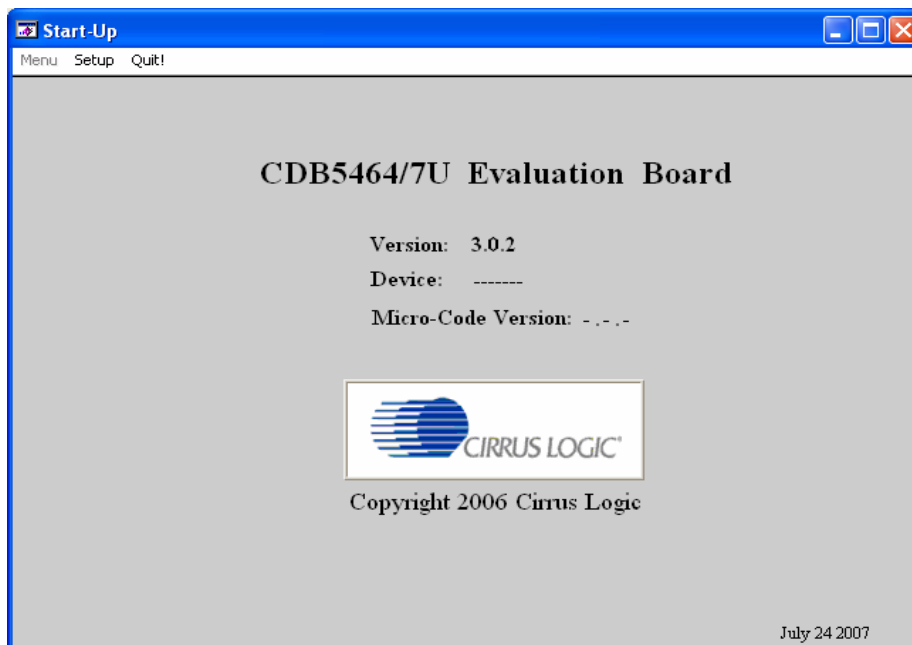 Start-Up
Menu Setup Quit!
CDB5464/7U Evaluation Board
Version: 3.0.2
Device: -------
Micro-Code Version: -.-.-
CIRRUS LOGIC®
Copyright 2006 Cirrus Logic
July 24 2007